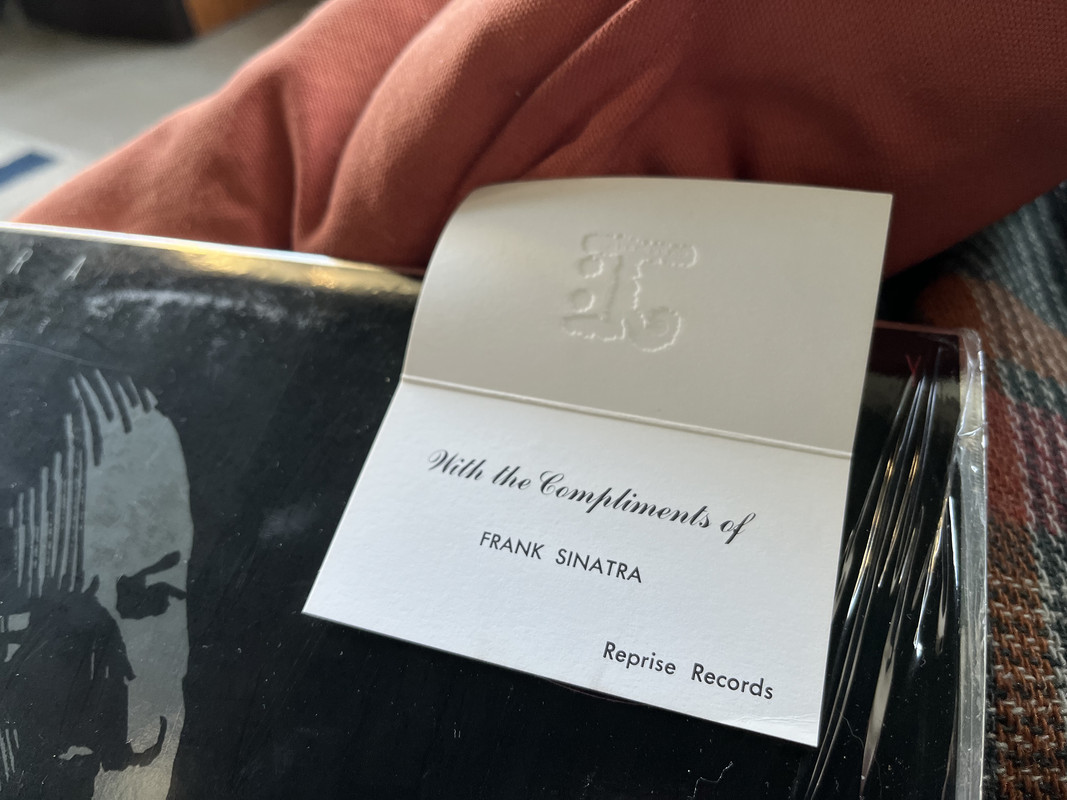 R A
With the Compliments of
FRANK SINATRA
Reprise Records